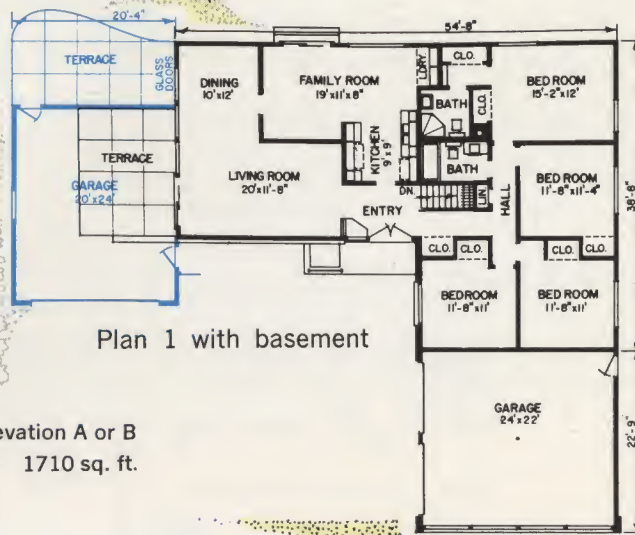 20'-4"
54'-8"
TERRACE
GLASS
DOORS
DINING
10'x12'
FAMILY ROOM
19'x11'8"
LDRY.
CLO.
BATH
CLO.
BED ROOM
15'-2"x12'
TERRACE
GARAGE
20'x24'
LIVING ROOM
20'x11'-8"
KITCHEN
9'x9'
BATH
DN.
LIN.
HALL
BED ROOM
11'-8"x11'-4"
38'-8"
ENTRY
CLO.
CLO.
CLO.
CLO.
BEDROOM
11'-8"x11'
BED ROOM
11'-8"x11'
Plan 1 with basement
GARAGE
24'x22'
22'-9"
evation A or B
1710 sq. ft.